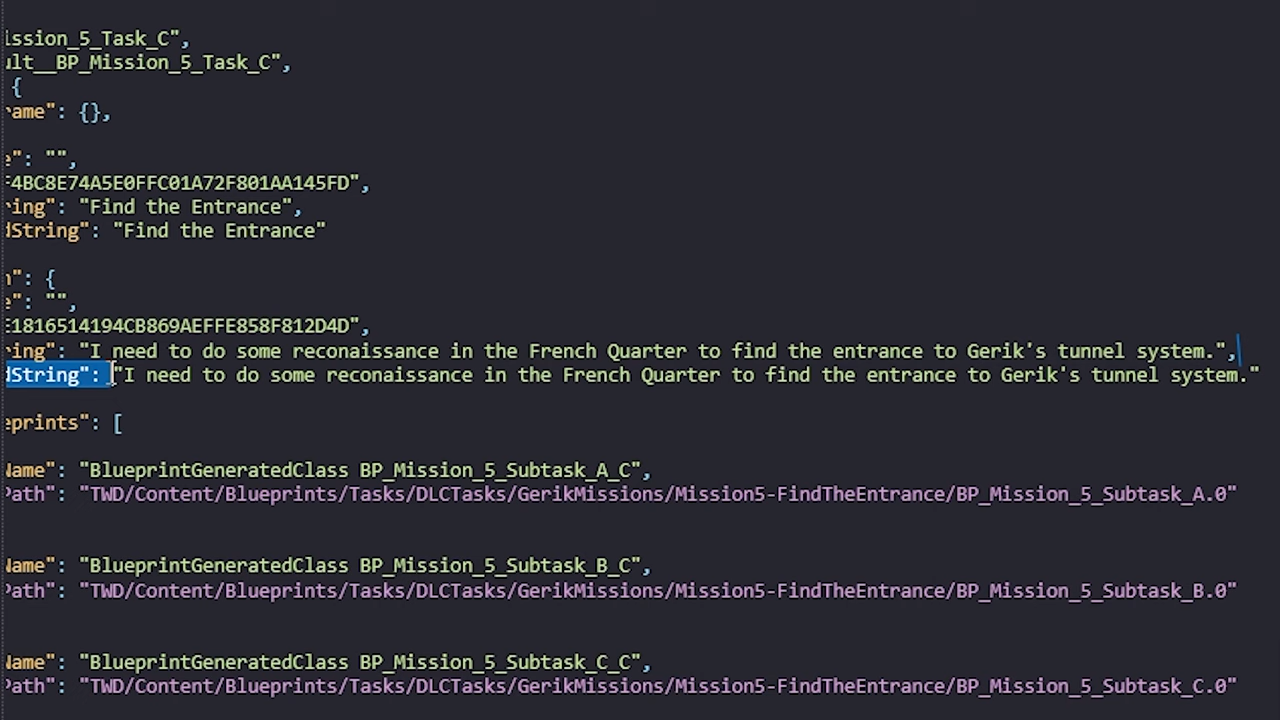 ission_5_Task_C",
ult__BP_Mission_5_Task_C",
{
ame": {},
e": "",
F4BC8E74A5E0FFC01A72F801AA145FD",
ring": "Find the Entrance",
dString": "Find the Entrance"
n": {
e": "",
E1816514194CB869AEFFE858F812D4D",
ring": "I need to do some reconaissance in the French Quarter to find the entrance to Gerik's tunnel system.",
dString": "I need to do some reconaissance in the French Quarter to find the entrance to Gerik's tunnel system."
eprints": [
Name": "BlueprintGeneratedClass BP_Mission_5_Subtask_A_C",
Path": "TWD/Content/Blueprints/Tasks/DLCTasks/GerikMissions/Mission5-FindTheEntrance/BP_Mission_5_Subtask_A.0"
Name": "BlueprintGeneratedClass BP_Mission_5_Subtask_B_C",
Path": "TWD/Content/Blueprints/Tasks/DLCTasks/GerikMissions/Mission5-FindTheEntrance/BP_Mission_5_Subtask_B.0"
Name": "BlueprintGeneratedClass BP_Mission_5_Subtask_C_C",
Path": "TWD/Content/Blueprints/Tasks/DLCTasks/GerikMissions/Mission5-FindTheEntrance/BP_Mission_5_Subtask_C.0"